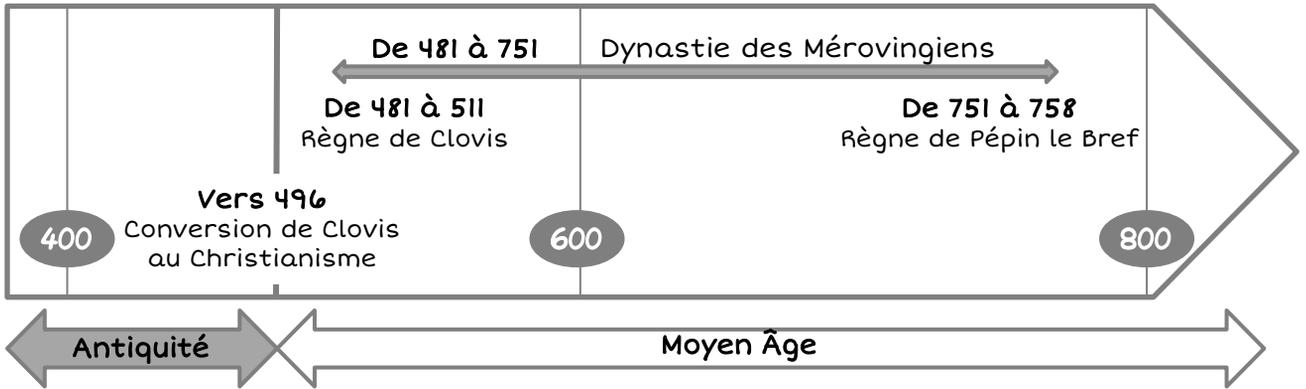 De 481 à 751 Dynastie des Mérovingiens
De 481 à 511
Règne de Clovis
De 751 à 758
Règne de Pépin le Bref
Vers 496
Conversion de Clovis
au Christianisme
400
600
800
Antiquité
Moyen Âge